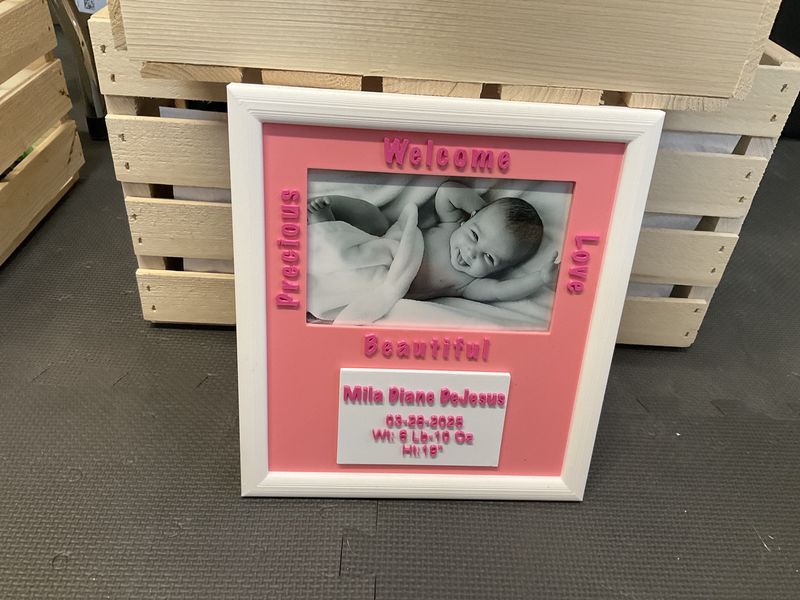 Welcome
Precious
Love
Beautiful
Mila Diane DeJesus
03-26-2025
Wt: 6 Lb-10 Oz
Ht: 19"